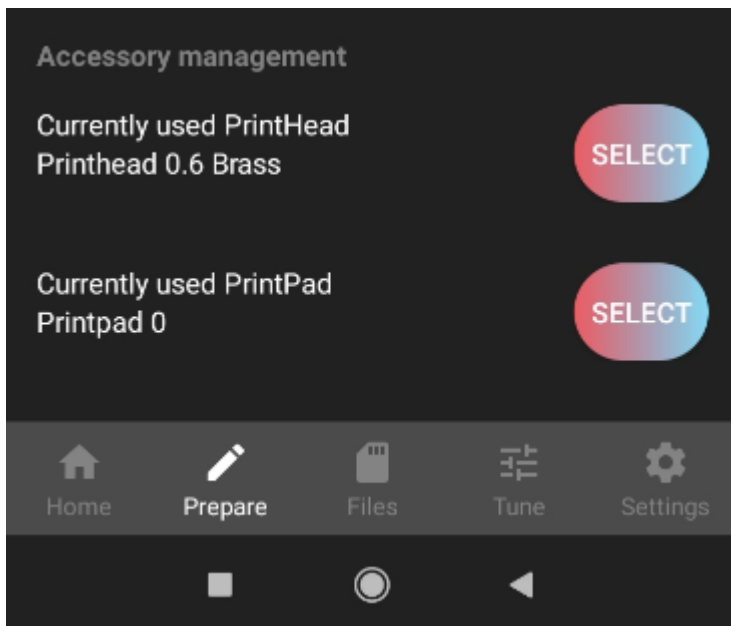 Accessory management
Currently used PrintHead
Printhead 0.6 Brass
SELECT
Currently used PrintPad
Printpad 0
SELECT
Home
Prepare
Files
Tune
Settings